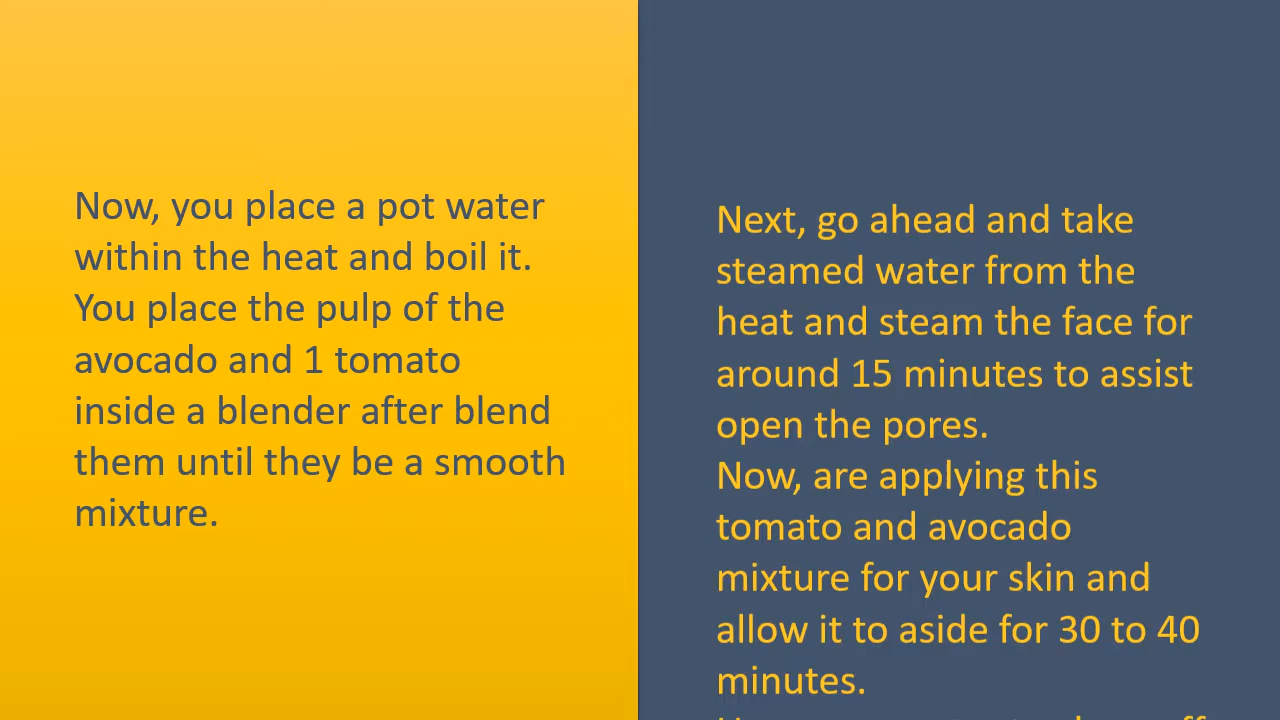 Now, you place a pot water
within the heat and boil it.
You place the pulp of the
avocado and 1 tomato
inside a blender after blend
them until they be a smooth
mixture.
Next, go ahead and take
steamed water from the
heat and steam the face for
around 15 minutes to assist
open the pores.
Now, are applying this
tomato and avocado
mixture for your skin and
allow it to aside for 30 to 40
minutes.